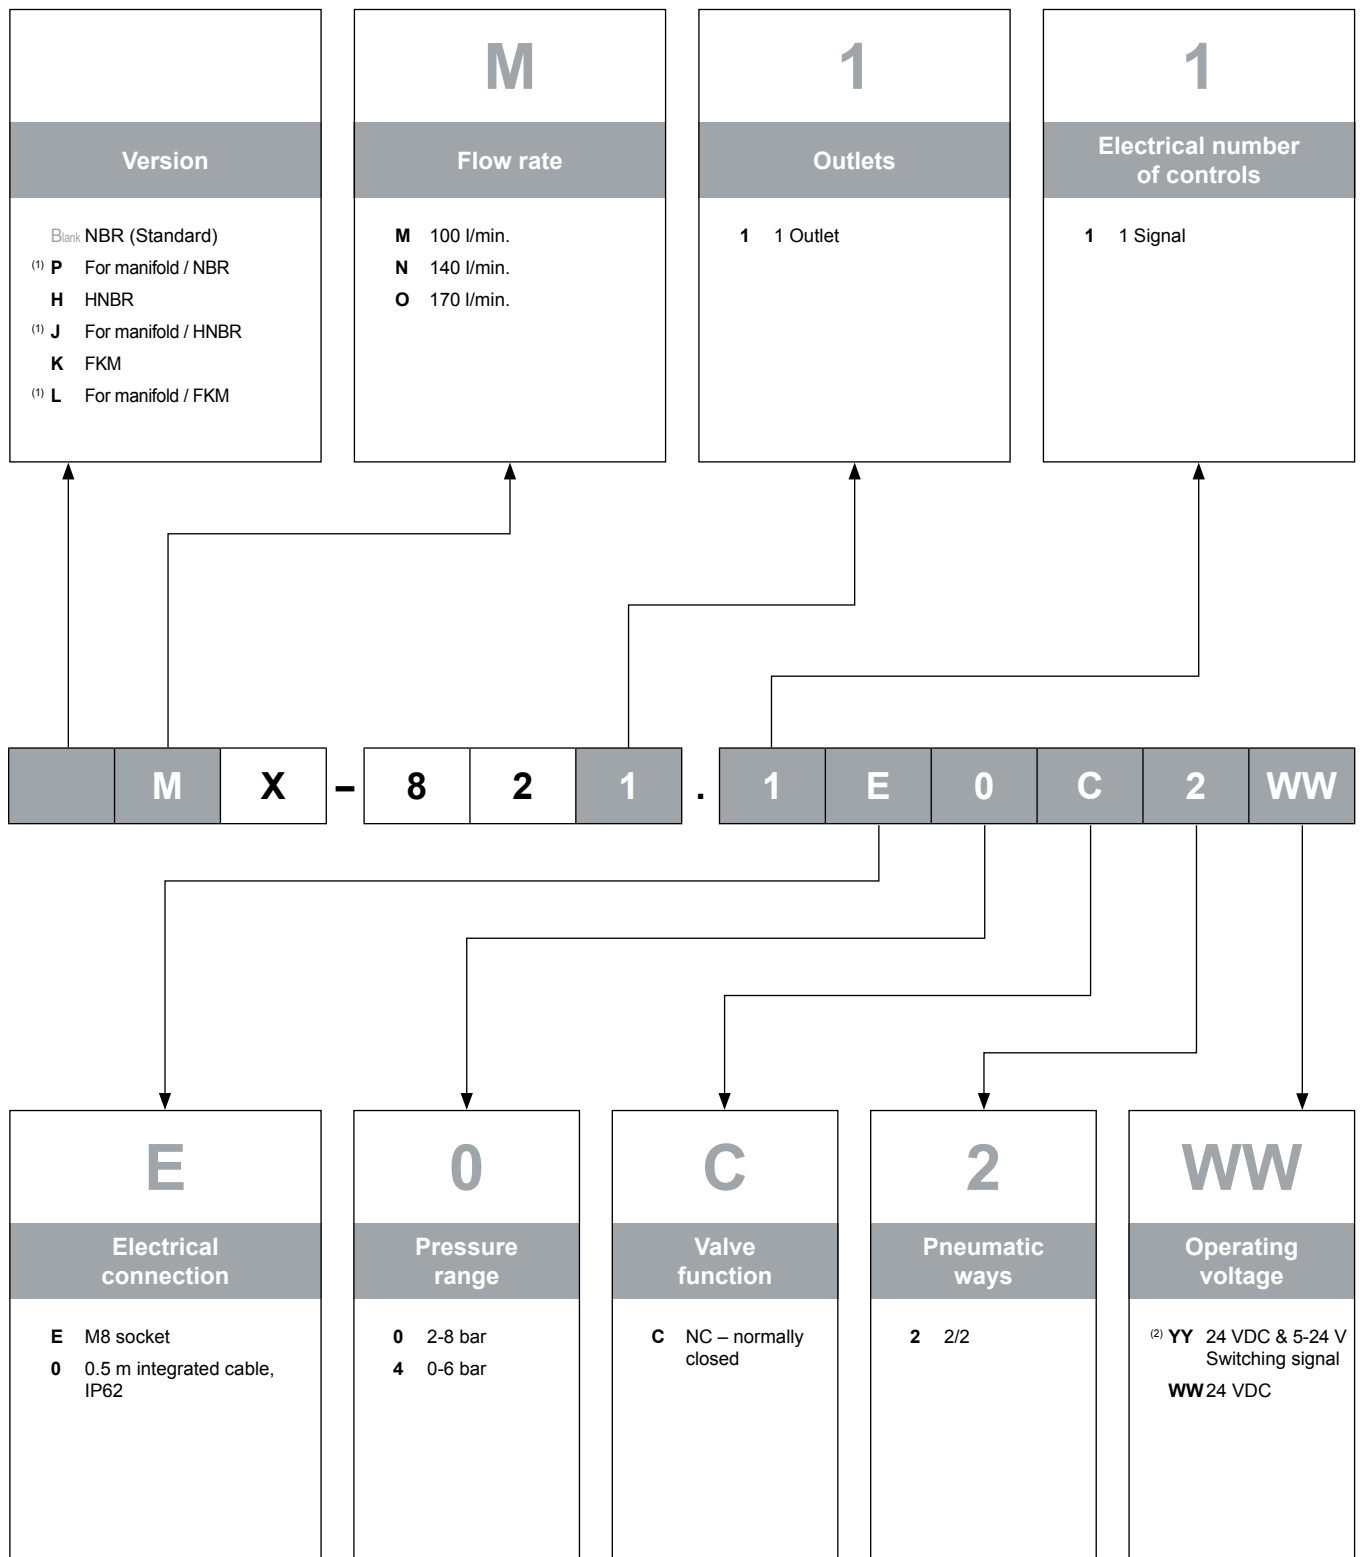 M
1
1
Version
Flow rate
Outlets
Electrical number
of controls
Blank NBR (Standard)
(1) P For manifold / NBR
H HNBR
(1) J For manifold / HNBR
K FKM
(1) L For manifold / FKM
M 100 l/min.
N 140 l/min.
O 170 l/min.
1 1 Outlet
1 1 Signal
M X – 8 2 1 . 1 E 0 C 2 WW
E
0
C
2
WW
Electrical
connection
Pressure
range
Valve
function
Pneumatic
ways
Operating
voltage
E M8 socket
0 0.5 m integrated cable,
IP62
0 2-8 bar
4 0-6 bar
C NC – normally
closed
2 2/2
(2) YY 24 VDC & 5-24 V
Switching signal
WW 24 VDC